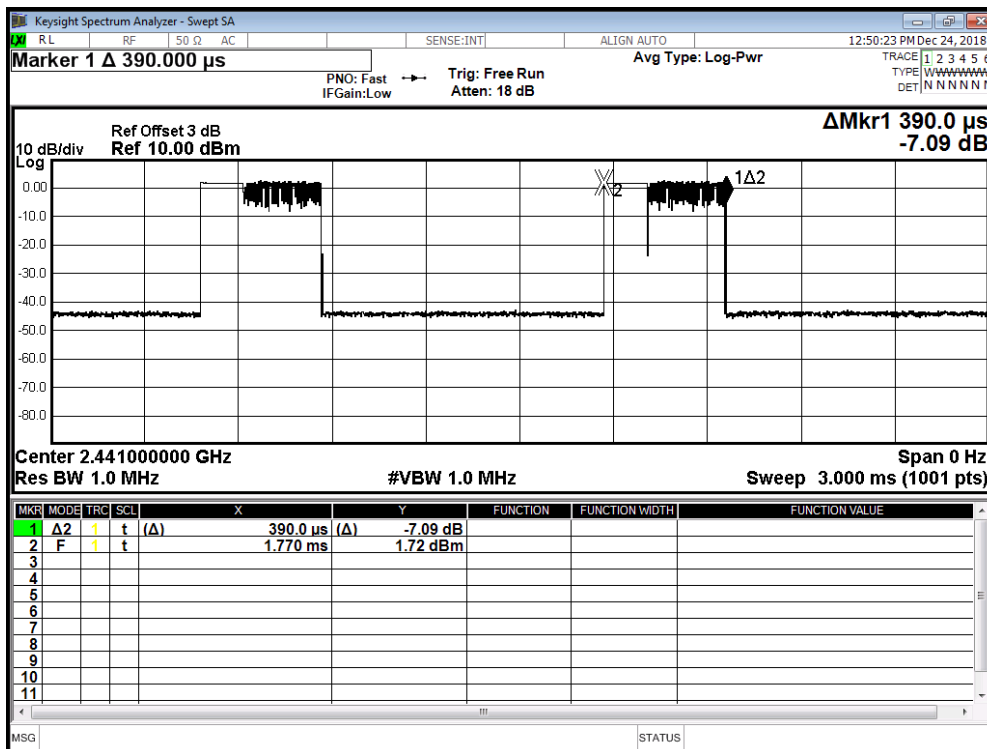 Keysight Spectrum Analyzer - Swept SA
LXI RL RF 50 Ω AC SENSE:INT ALIGN AUTO 12:50:23 PM Dec 24, 2018
Marker 1 Δ 390.000 µs
Avg Type: Log-Pwr
TRACE 1 2 3 4 5 6
PNO: Fast Trig: Free Run
TYPE WWWWWW
IFGain:Low Atten: 18 dB
DET N N N N N N
ΔMkr1 390.0 µs
Ref Offset 3 dB
10 dB/div Ref 10.00 dBm
-7.09 dB
Log
1Δ2
0.00
2
-10.0
-20.0
-30.0
-40.0
-50.0
-60.0
-70.0
-80.0
Center 2.441000000 GHz Span 0 Hz
Res BW 1.0 MHz #VBW 1.0 MHz Sweep 3.000 ms (1001 pts)
MKR MODE TRC SCL X Y FUNCTION FUNCTION WIDTH FUNCTION VALUE
1 Δ2 1 t (Δ) 390.0 µs (Δ) -7.09 dB
2 F 1 t 1.770 ms 1.72 dBm
3
4
5
6
7
8
9
10
11
MSG STATUS